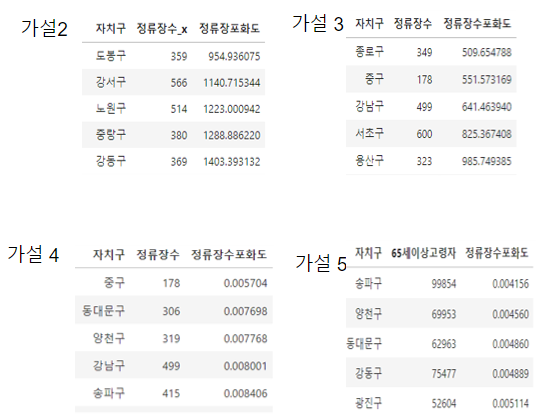 가설2
자치구 정류장수_x 정류장포화도
도봉구 359 954.936075
강서구 566 1140.715344
노원구 514 1223.000942
중랑구 380 1288.886220
강동구 369 1403.393132
가설 3
자치구 정류장수 정류장수포화도
종로구 349 509.654788
중구 178 551.573169
강남구 499 641.463940
서초구 600 825.367408
용산구 323 985.749385
가설 4
자치구 정류장수 정류장수포화도
중구 178 0.005704
동대문구 306 0.007698
양천구 319 0.007768
강남구 499 0.008001
송파구 415 0.008406
가설 5
자치구 65세이상고령자 정류장수포화도
송파구 99854 0.004156
양천구 69953 0.004560
동대문구 62963 0.004860
강동구 75477 0.004889
광진구 52604 0.005114